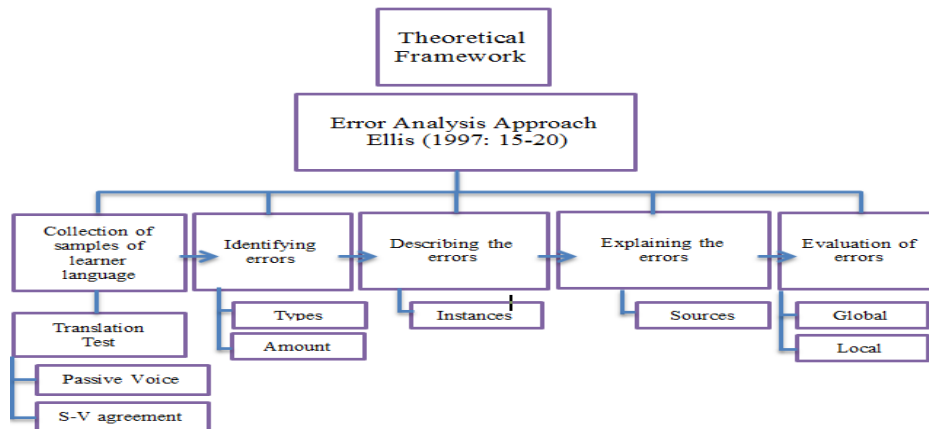 Theoretical
Framework
Error Analysis Approach
Ellis (1997: 15-20)
Collection of
samples of
learner
language
Identifying
errors
Describing the
errors
Explaining the
errors
Evaluation of
errors
Translation
Test
Passive Voice
S-V agreement
Types
Amount
Instances
Sources
Global
Local